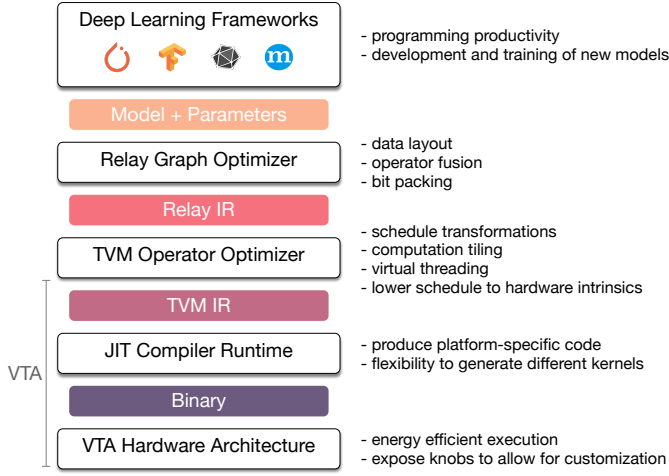 Deep Learning Frameworks
m
- programming productivity
- development and training of new models
Model + Parameters
Relay Graph Optimizer
- data layout
- operator fusion
- bit packing
Relay IR
TVM Operator Optimizer
- schedule transformations
- computation tiling
- virtual threading
- lower schedule to hardware intrinsics
VTA
TVM IR
JIT Compiler Runtime
- produce platform-specific code
- flexibility to generate different kernels
Binary
VTA Hardware Architecture
- energy efficient execution
- expose knobs to allow for customization